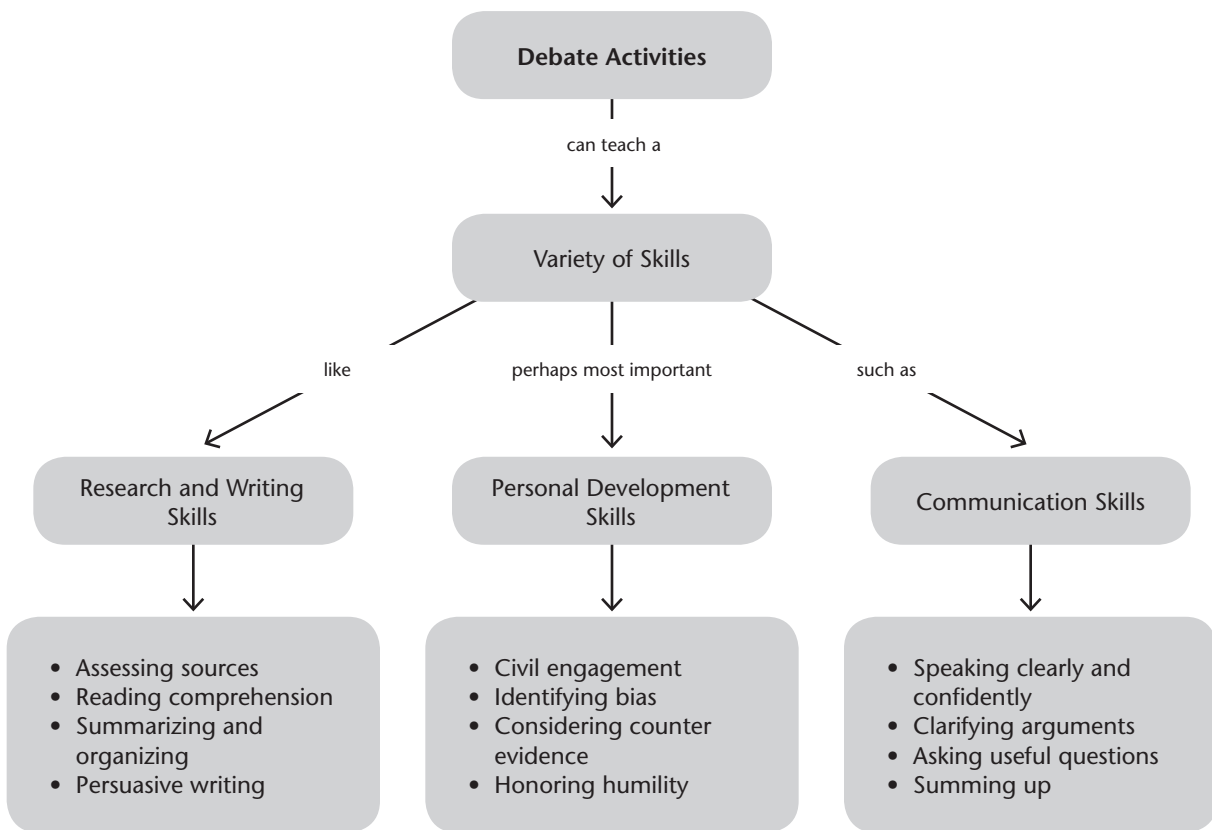 Debate Activities
can teach a
Variety of Skills
like
perhaps most important
such as
Research and Writing
Skills
Personal Development
Skills
Communication Skills
• Assessing sources
• Reading comprehension
• Summarizing and
organizing
• Persuasive writing
• Civil engagement
• Identifying bias
• Considering counter
evidence
• Honoring humility
• Speaking clearly and
confidently
• Clarifying arguments
• Asking useful questions
• Summing up